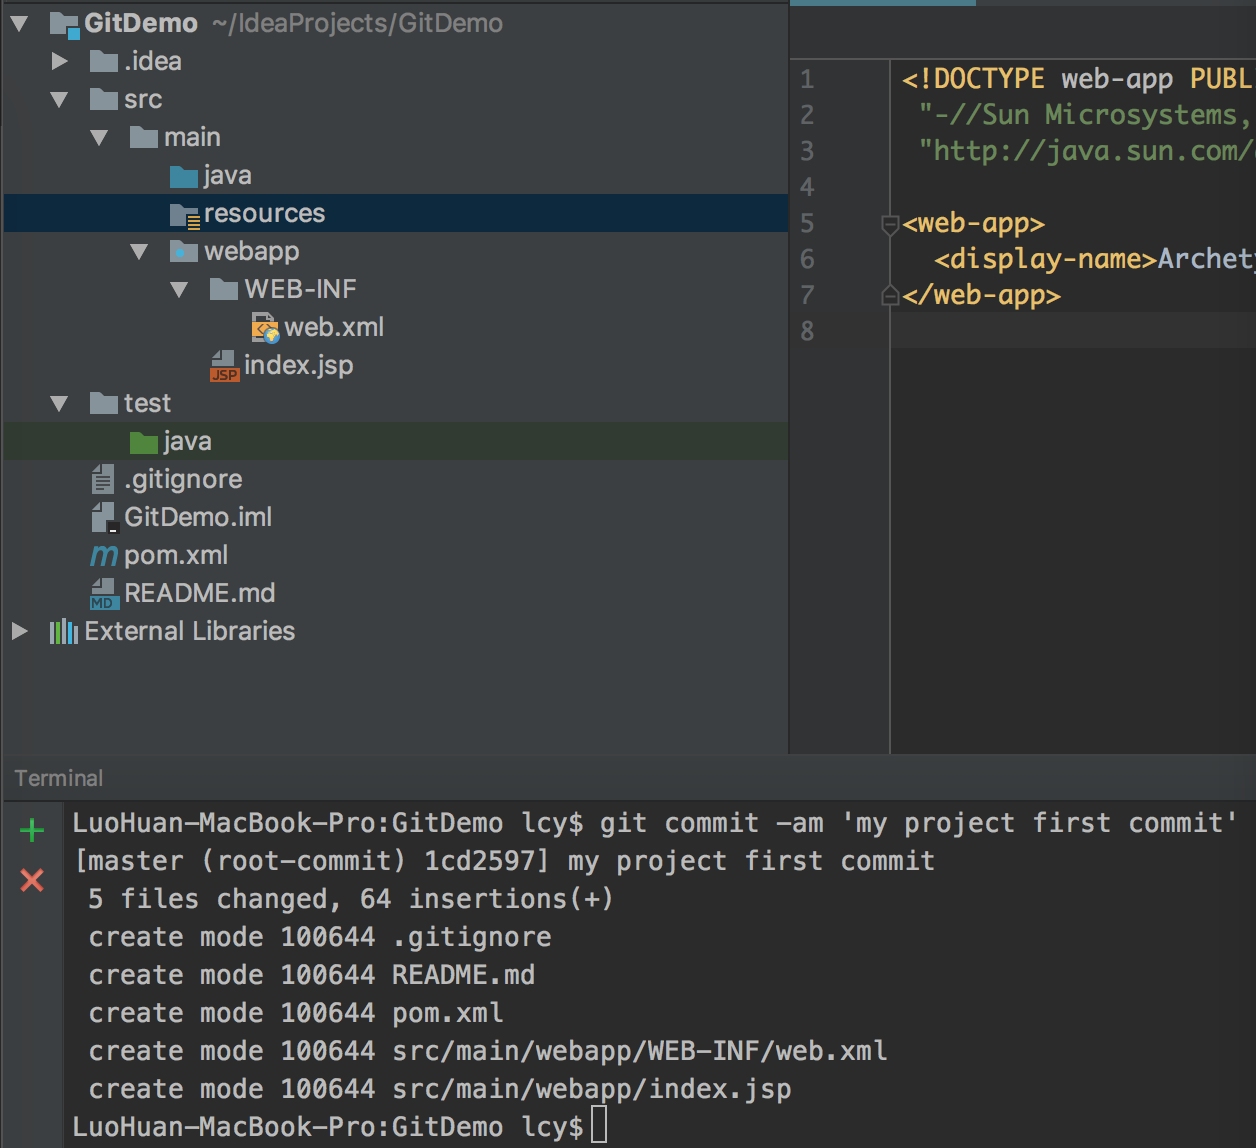 GitDemo ~/IdeaProjects/GitDemo
.idea
src
main
java
resources
webapp
WEB-INF
web.xml
JSP index.jsp
test
java
.gitignore
GitDemo.iml
m pom.xml
MD README.md
External Libraries
1 <!DOCTYPE web-app PUBL
2 "-//Sun Microsystems,
3 "http://java.sun.com/
4
5 <web-app>
6 <display-name>Archet
7 </web-app>
8
Terminal
LuoHuan-MacBook-Pro:GitDemo lcy$ git commit -am 'my project first commit'
[master (root-commit) 1cd2597] my project first commit
5 files changed, 64 insertions(+)
create mode 100644 .gitignore
create mode 100644 README.md
create mode 100644 pom.xml
create mode 100644 src/main/webapp/WEB-INF/web.xml
create mode 100644 src/main/webapp/index.jsp
LuoHuan-MacBook-Pro:GitDemo lcy$